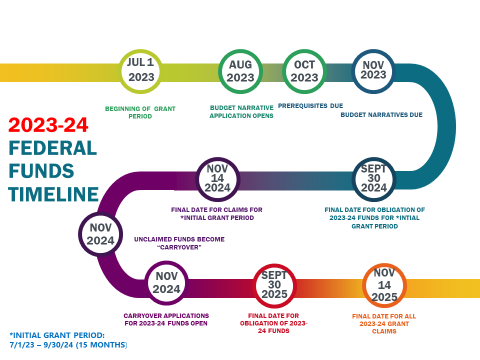 JUL 1
2023
AUG
2023
OCT
2023
NOV
2023
BEGINNING OF GRANT
PERIOD
BUDGET NARRATIVE
APPLICATION OPENS
PREREQUISITES DUE
BUDGET NARRATIVES DUE
2023-24
FEDERAL
FUNDS
TIMELINE
NOV
14
2024
SEPT
30
2024
FINAL DATE FOR CLAIMS FOR
*INITIAL GRANT PERIOD
FINAL DATE FOR OBLIGATION OF
2023-24 FUNDS FOR *INTIAL
GRANT PERIOD
NOV
2024
UNCLAIMED FUNDS BECOME
“CARRYOVER”
NOV
2024
SEPT
30
2025
NOV
14
2025
CARRYOVER APPLICATIONS
FOR 2023-24 FUNDS OPEN
FINAL DATE FOR
OBLIGATION OF 2023-
24 FUNDS
FINAL DATE FOR ALL
2023-24 GRANT
CLAIMS
*INITIAL GRANT PERIOD:
7/1/23 – 9/30/24 (15 MONTHS)